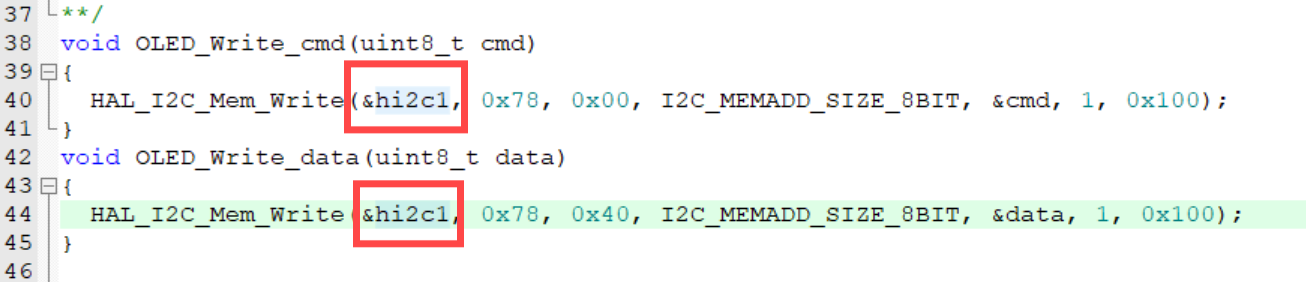 37 **/
38 void OLED_Write_cmd(uint8_t cmd)
39 {
40 HAL_I2C_Mem_Write(&hi2c1, 0x78, 0x00, I2C_MEMADD_SIZE_8BIT, &cmd, 1, 0x100);
41 }
42 void OLED_Write_data(uint8_t data)
43 {
44 HAL_I2C_Mem_Write(&hi2c1, 0x78, 0x40, I2C_MEMADD_SIZE_8BIT, &data, 1, 0x100);
45 }
46